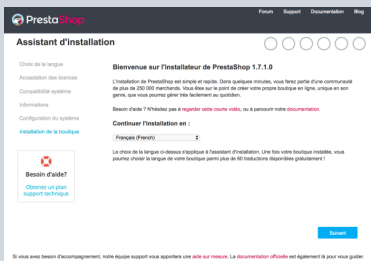 PrestaShop
Forum Support Documentation Blog
Assistant d'installation
Choix de la langue
Acceptation des licences
Compatibilité système
Informations
Configuration du système
Installation de la boutique
Besoin d'aide?
Obtenez un plan
support technique
Bienvenue sur l'installateur de PrestaShop 1.7.1.0
L'installation de PrestaShop est simple et rapide. Dans quelques minutes, vous ferez partie d'une communauté
de plus de 250 000 marchands. Vous êtes sur le point de créer votre propre boutique en ligne, unique en son
genre, que vous pourrez gérer très facilement au quotidien.
Besoin d'aide ? N'hésitez pas à regarder cette courte vidéo, ou à parcourir notre documentation.
Continuer l'installation en :
Français (French)
Le choix de la langue ci-dessus s'applique à l'assistant d'installation. Une fois votre boutique installée, vous
pourrez choisir la langue de votre boutique parmi plus de 60 traductions disponibles gratuitement !
Suivant
Si vous avez besoin d'accompagnement, notre équipe support vous apportera une aide sur mesure. La documentation officielle est également là pour vous guider.